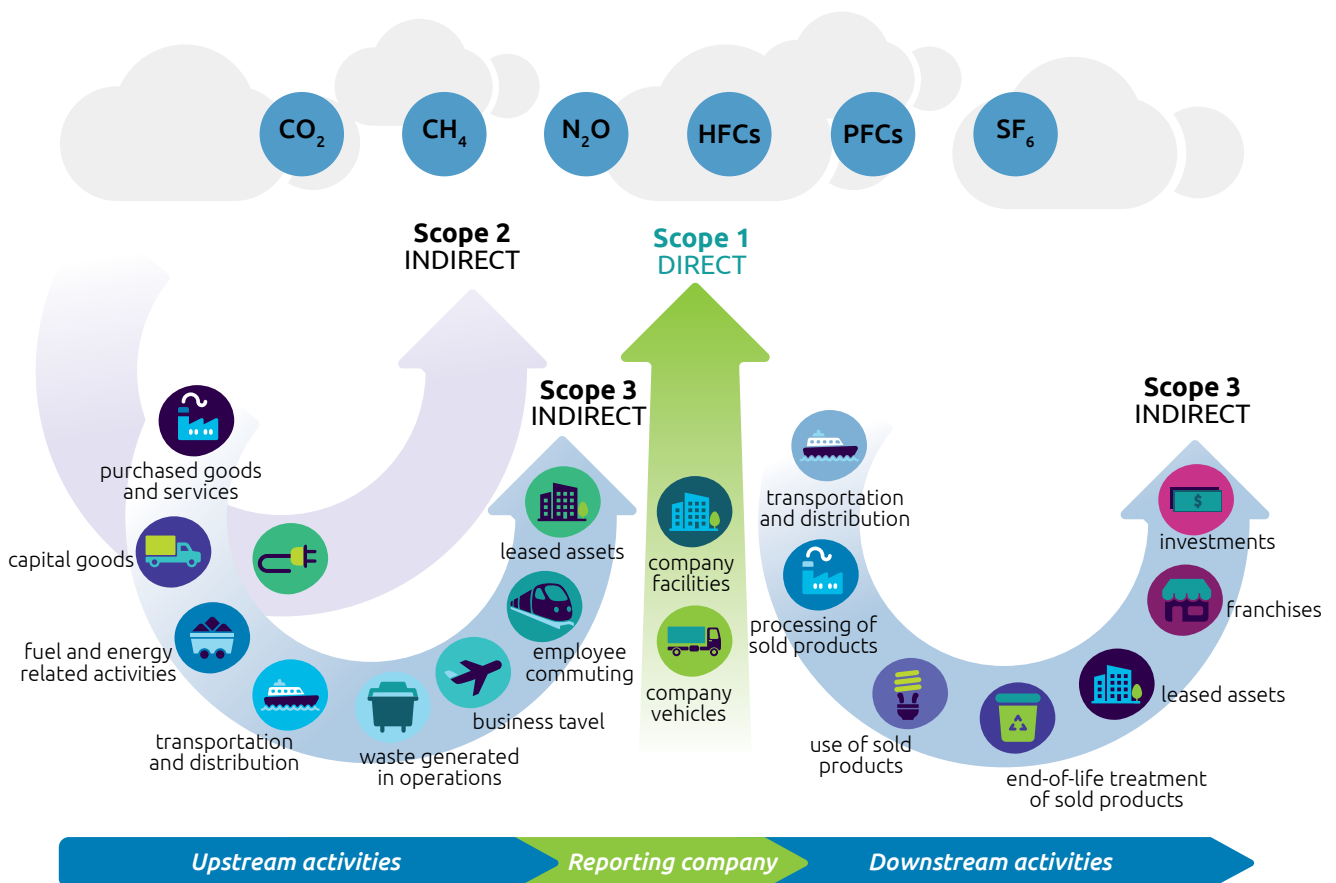 CO₂
CH₄
N₂O
HFCs
PFCs
SF₆
Scope 2
INDIRECT
Scope 1
DIRECT
Scope 3
INDIRECT
Scope 3
INDIRECT
purchased goods
and services
capital goods
fuel and energy
related activities
transportation
and distribution
waste generated
in operations
business tavel
employee
commuting
leased assets
company
facilities
company
vehicles
transportation
and distribution
processing of
sold products
use of sold
products
end-of-life treatment
of sold products
leased assets
franchises
$
investments
Upstream activities
Reporting company
Downstream activities